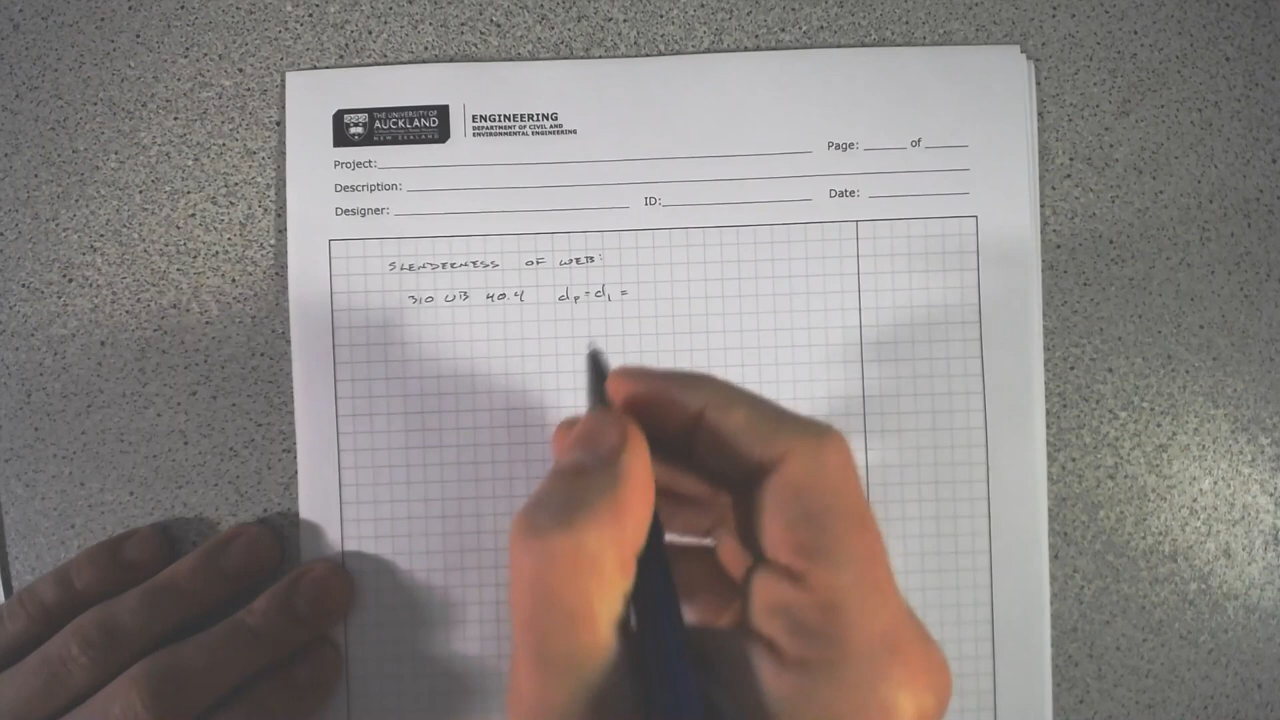 THE UNIVERSITY OF
AUCKLAND
NEW ZEALAND
ENGINEERING
DEPARTMENT OF CIVIL AND
ENVIRONMENTAL ENGINEERING
Project:
Page: of
Description:
Designer: ID: Date:
SLENDERNESS OF WEB:
310 UB 40.4 dp = d1 =